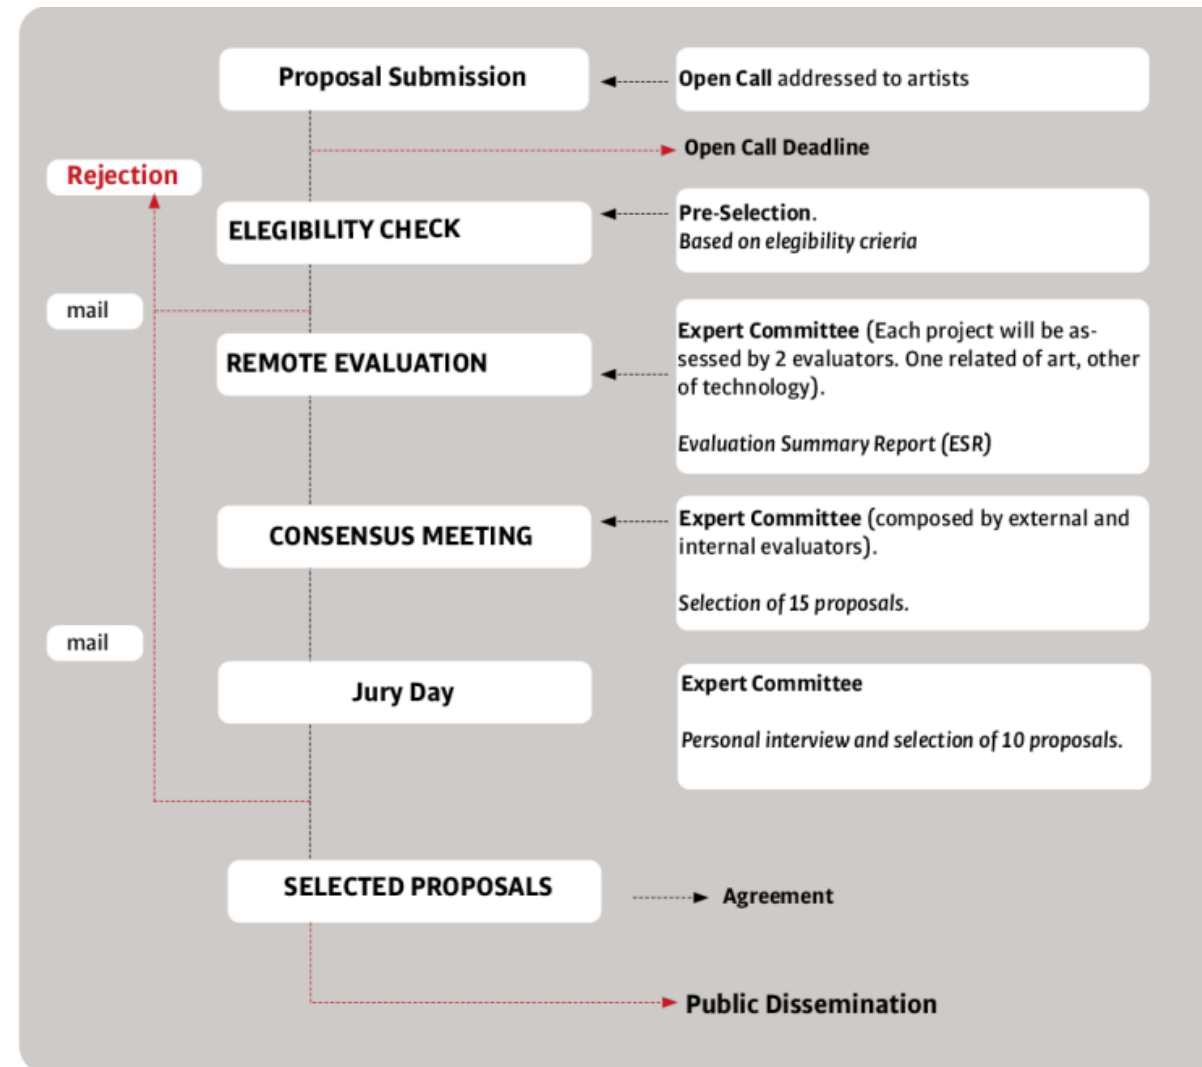 Proposal Submission
Open Call addressed to artists
Open Call Deadline
Rejection
ELEGIBILITY CHECK
Pre-Selection.
Based on elegibility crieria
mail
REMOTE EVALUATION
Expert Committee (Each project will be as-
sessed by 2 evaluators. One related of art, other
of technology).
Evaluation Summary Report (ESR)
CONSENSUS MEETING
Expert Committee (composed by external and
internal evaluators).
Selection of 15 proposals.
mail
Jury Day
Expert Committee
Personal interview and selection of 10 proposals.
SELECTED PROPOSALS
Agreement
Public Dissemination